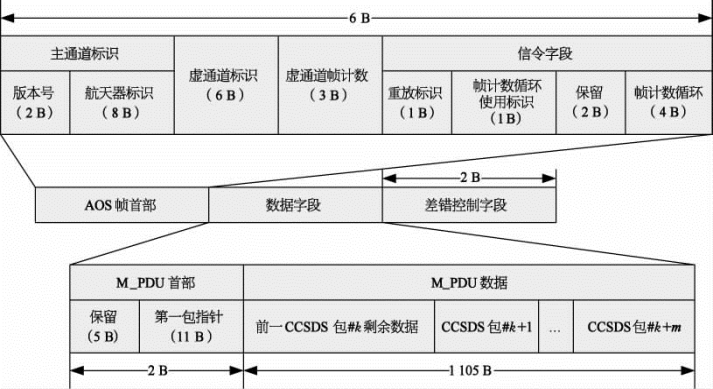 6 B
主通道标识
信令字段
虚通道标识
（6 B）
虚通道帧计数
（3 B）
版本号
（2 B）
航天器标识
（8 B）
重放标识
（1 B）
帧计数循环
使用标识
（1 B）
保留
（2 B）
帧计数循环
（4 B）
2 B
AOS 帧首部
数据字段
差错控制字段
M_PDU 首部
M_PDU 数据
保留
（5 B）
第一包指针
（11 B）
前一 CCSDS 包#k 剩余数据
CCSDS 包#k+1
…
CCSDS 包#k+m
2 B
1 105 B